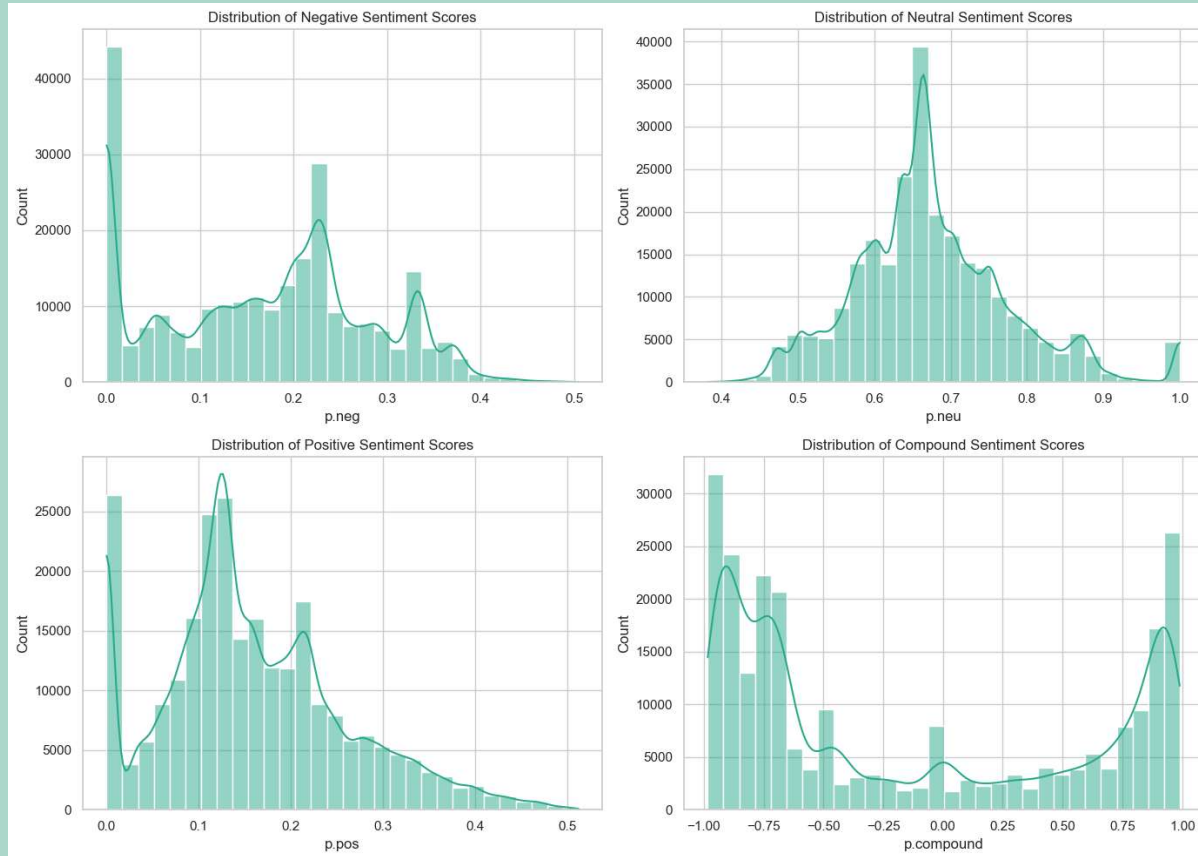 Distribution of Negative Sentiment Scores
40000
30000
20000
10000
0
Count
0.0 0.1 0.2 0.3 0.4 0.5
p.neg
Distribution of Neutral Sentiment Scores
40000
35000
30000
25000
20000
15000
10000
5000
0
Count
0.4 0.5 0.6 0.7 0.8 0.9 1.0
p.neu
Distribution of Positive Sentiment Scores
25000
20000
15000
10000
5000
0
Count
0.0 0.1 0.2 0.3 0.4 0.5
p.pos
Distribution of Compound Sentiment Scores
30000
25000
20000
15000
10000
5000
0
Count
−1.00 −0.75 −0.50 −0.25 0.00 0.25 0.50 0.75 1.00
p.compound